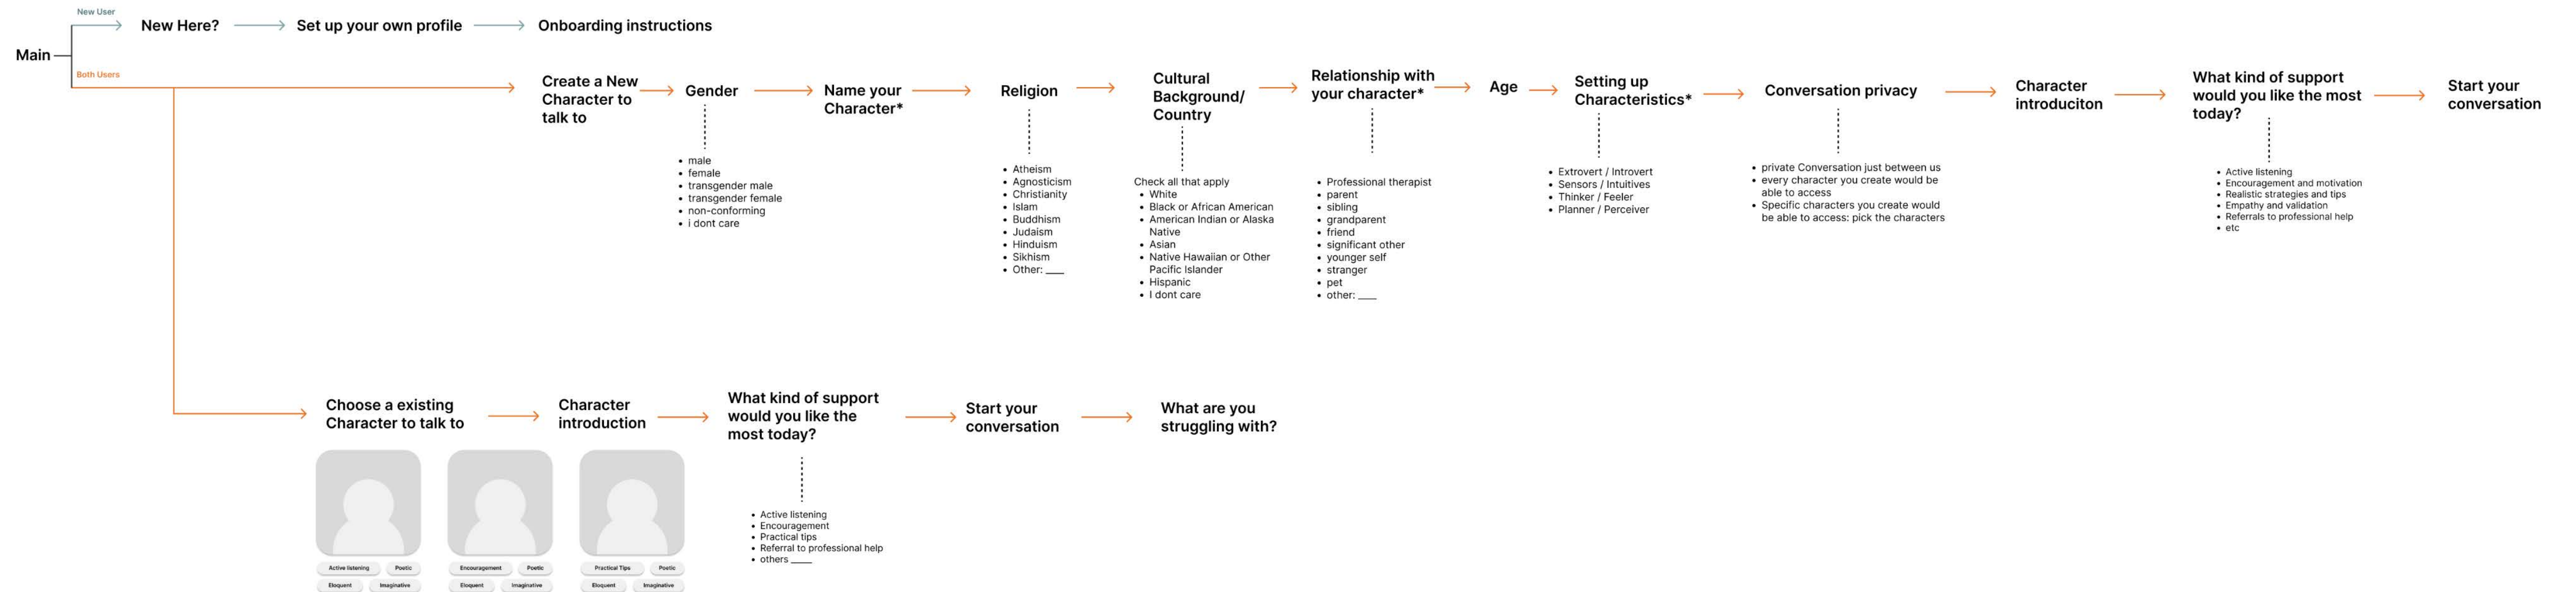 New User
New Here?
Set up your own profile
Onboarding instructions
Main
Both Users
Create a New
Character to
talk to
Gender
• male
• female
• transgender male
• transgender female
• non-conforming
• i dont care
Name your
Character*
Religion
• Atheism
• Agnosticism
• Christianity
• Islam
• Buddhism
• Judaism
• Hinduism
• Sikhism
• Other: ____
Cultural
Background/
Country
Check all that apply
• White
• Black or African American
• American Indian or Alaska
Native
• Asian
• Native Hawaiian or Other
Pacific Islander
• Hispanic
• I dont care
Relationship with
your character*
• Professional therapist
• parent
• sibling
• grandparent
• friend
• significant other
• younger self
• stranger
• pet
• other: ____
Age
Setting up
Characteristics*
• Extrovert / Introvert
• Sensors / Intuitives
• Thinker / Feeler
• Planner / Perceiver
Conversation privacy
• private Conversation just between us
• every character you create would be
able to access
• Specific characters you create would
be able to access: pick the characters
Character
introduciton
What kind of support
would you like the most
today?
• Active listening
• Encouragement and motivation
• Realistic strategies and tips
• Empathy and validation
• Referrals to professional help
• etc
Start your
conversation
Choose a existing
Character to talk to
Active listening
Poetic
Eloquent
Imaginative
Encouragement
Poetic
Eloquent
Imaginative
Practical Tips
Poetic
Eloquent
Imaginative
Character
introduction
What kind of support
would you like the
most today?
• Active listening
• Encouragement
• Practical tips
• Referral to professional help
• others ____
Start your
conversation
What are you
struggling with?